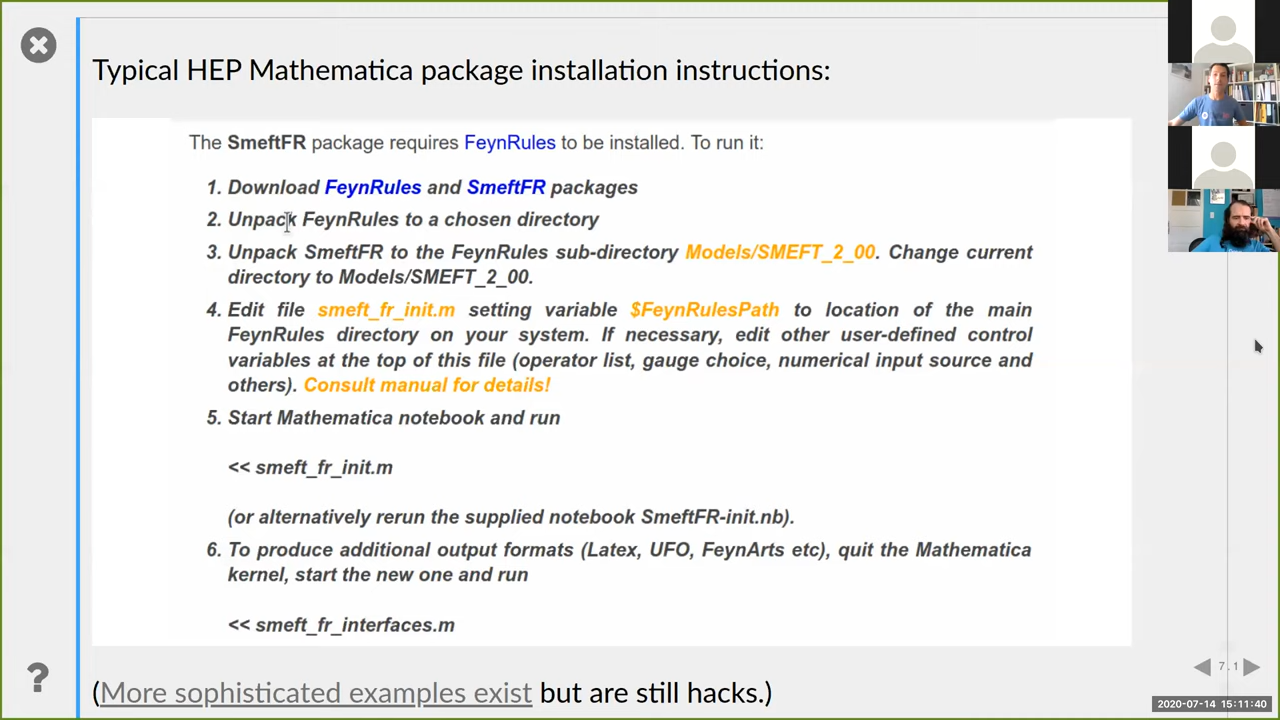 Typical HEP Mathematica package installation instructions:
The SmeftFR package requires FeynRules to be installed. To run it:
1. Download FeynRules and SmeftFR packages
2. Unpack FeynRules to a chosen directory
3. Unpack SmeftFR to the FeynRules sub-directory Models/SMEFT_2_00. Change current
directory to Models/SMEFT_2_00.
4. Edit file smeft_fr_init.m setting variable $FeynRulesPath to location of the main
FeynRules directory on your system. If necessary, edit other user-defined control
variables at the top of this file (operator list, gauge choice, numerical input source and
others). Consult manual for details!
5. Start Mathematica notebook and run
<< smeft_fr_init.m
(or alternatively rerun the supplied notebook SmeftFR-init.nb).
6. To produce additional output formats (Latex, UFO, FeynArts etc), quit the Mathematica
kernel, start the new one and run
<< smeft_fr_interfaces.m
?
(More sophisticated examples exist but are still hacks.)
7.1
2020-07-14 15:11:40